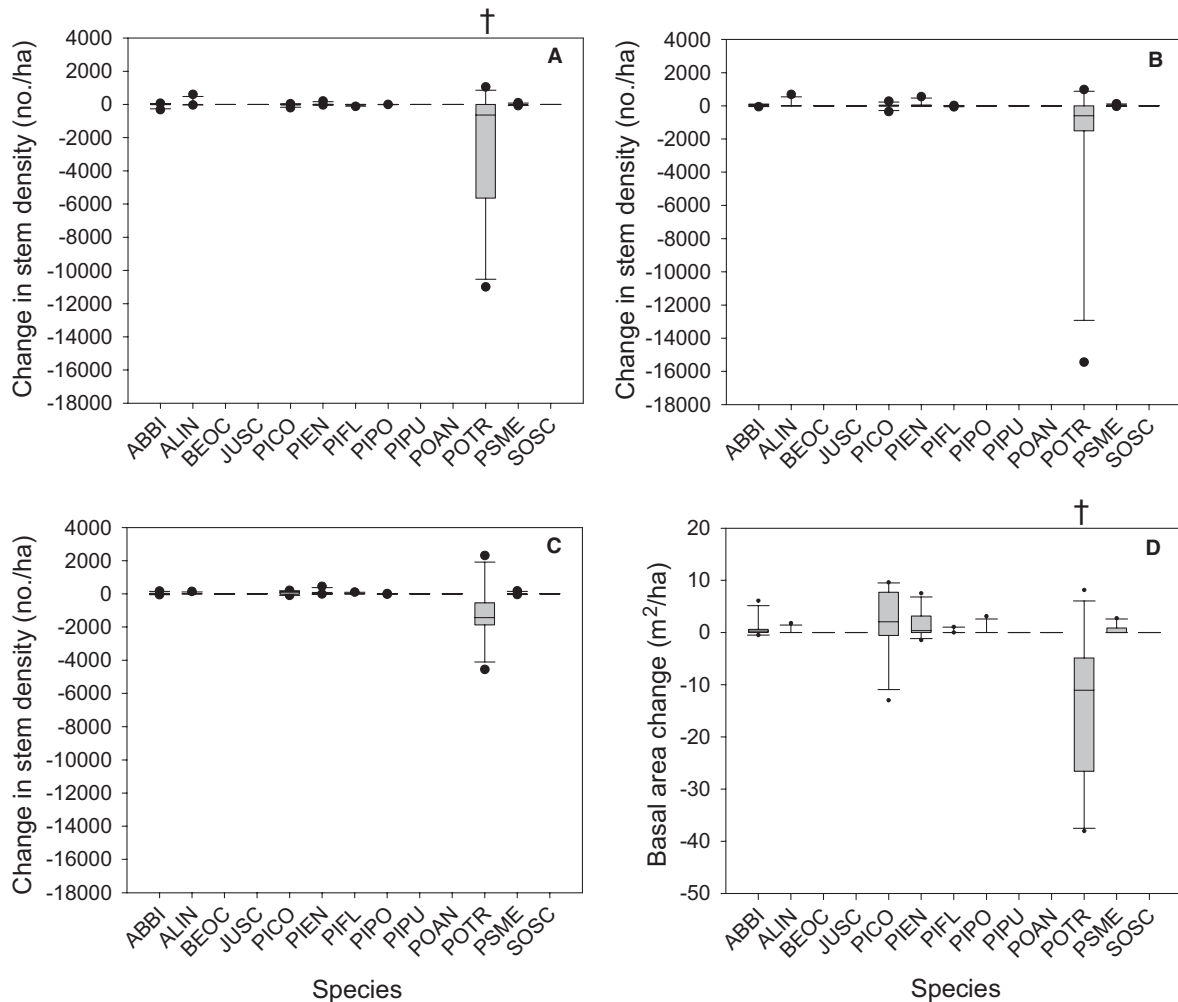 †
A
4000
2000
0
-2000
-4000
-6000
-8000
-10000
-12000
-14000
-16000
-18000
Change in stem density (no./ha)
ABBI
ALIN
BEOC
JUSC
PICO
PIEN
PIFL
PIPO
PIPU
POAN
POTR
PSME
SOSC
B
4000
2000
0
-2000
-4000
-6000
-8000
-10000
-12000
-14000
-16000
-18000
Change in stem density (no./ha)
ABBI
ALIN
BEOC
JUSC
PICO
PIEN
PIFL
PIPO
PIPU
POAN
POTR
PSME
SOSC
C
4000
2000
0
-2000
-4000
-6000
-8000
-10000
-12000
-14000
-16000
-18000
Change in stem density (no./ha)
ABBI
ALIN
BEOC
JUSC
PICO
PIEN
PIFL
PIPO
PIPU
POAN
POTR
PSME
SOSC
Species
†
D
20
10
0
-10
-20
-30
-40
-50
Basal area change (m²/ha)
ABBI
ALIN
BEOC
JUSC
PICO
PIEN
PIFL
PIPO
PIPU
POAN
POTR
PSME
SOSC
Species